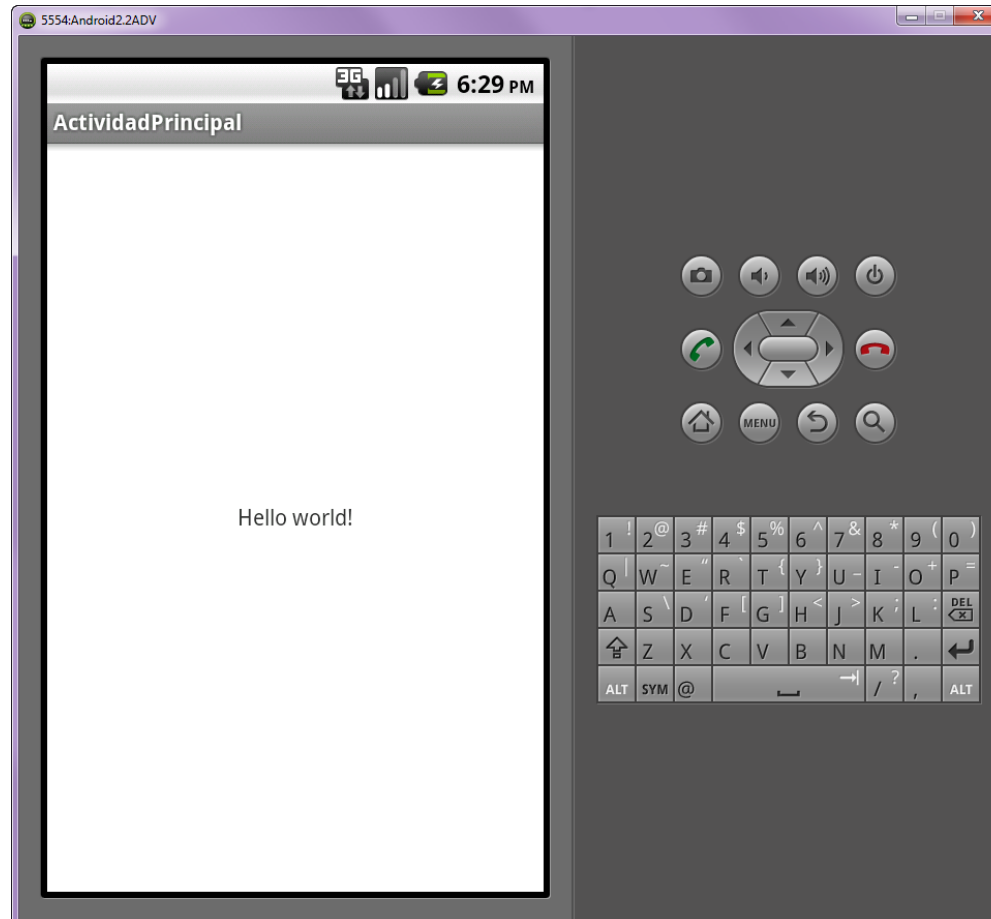 5554:Android2.2ADV
3G 6:29 PM
ActividadPrincipal
Hello world!
MENU
1 ! 2 @ 3 # 4 $ 5 % 6 ^ 7 & 8 * 9 ( 0 )
Q | W ~ E " R ` T { Y } U _ I - O + P =
A S \ D ' F [ G ] H < J > K ; L : DEL
Z X C V B N M .
ALT SYM @ / ? , ALT